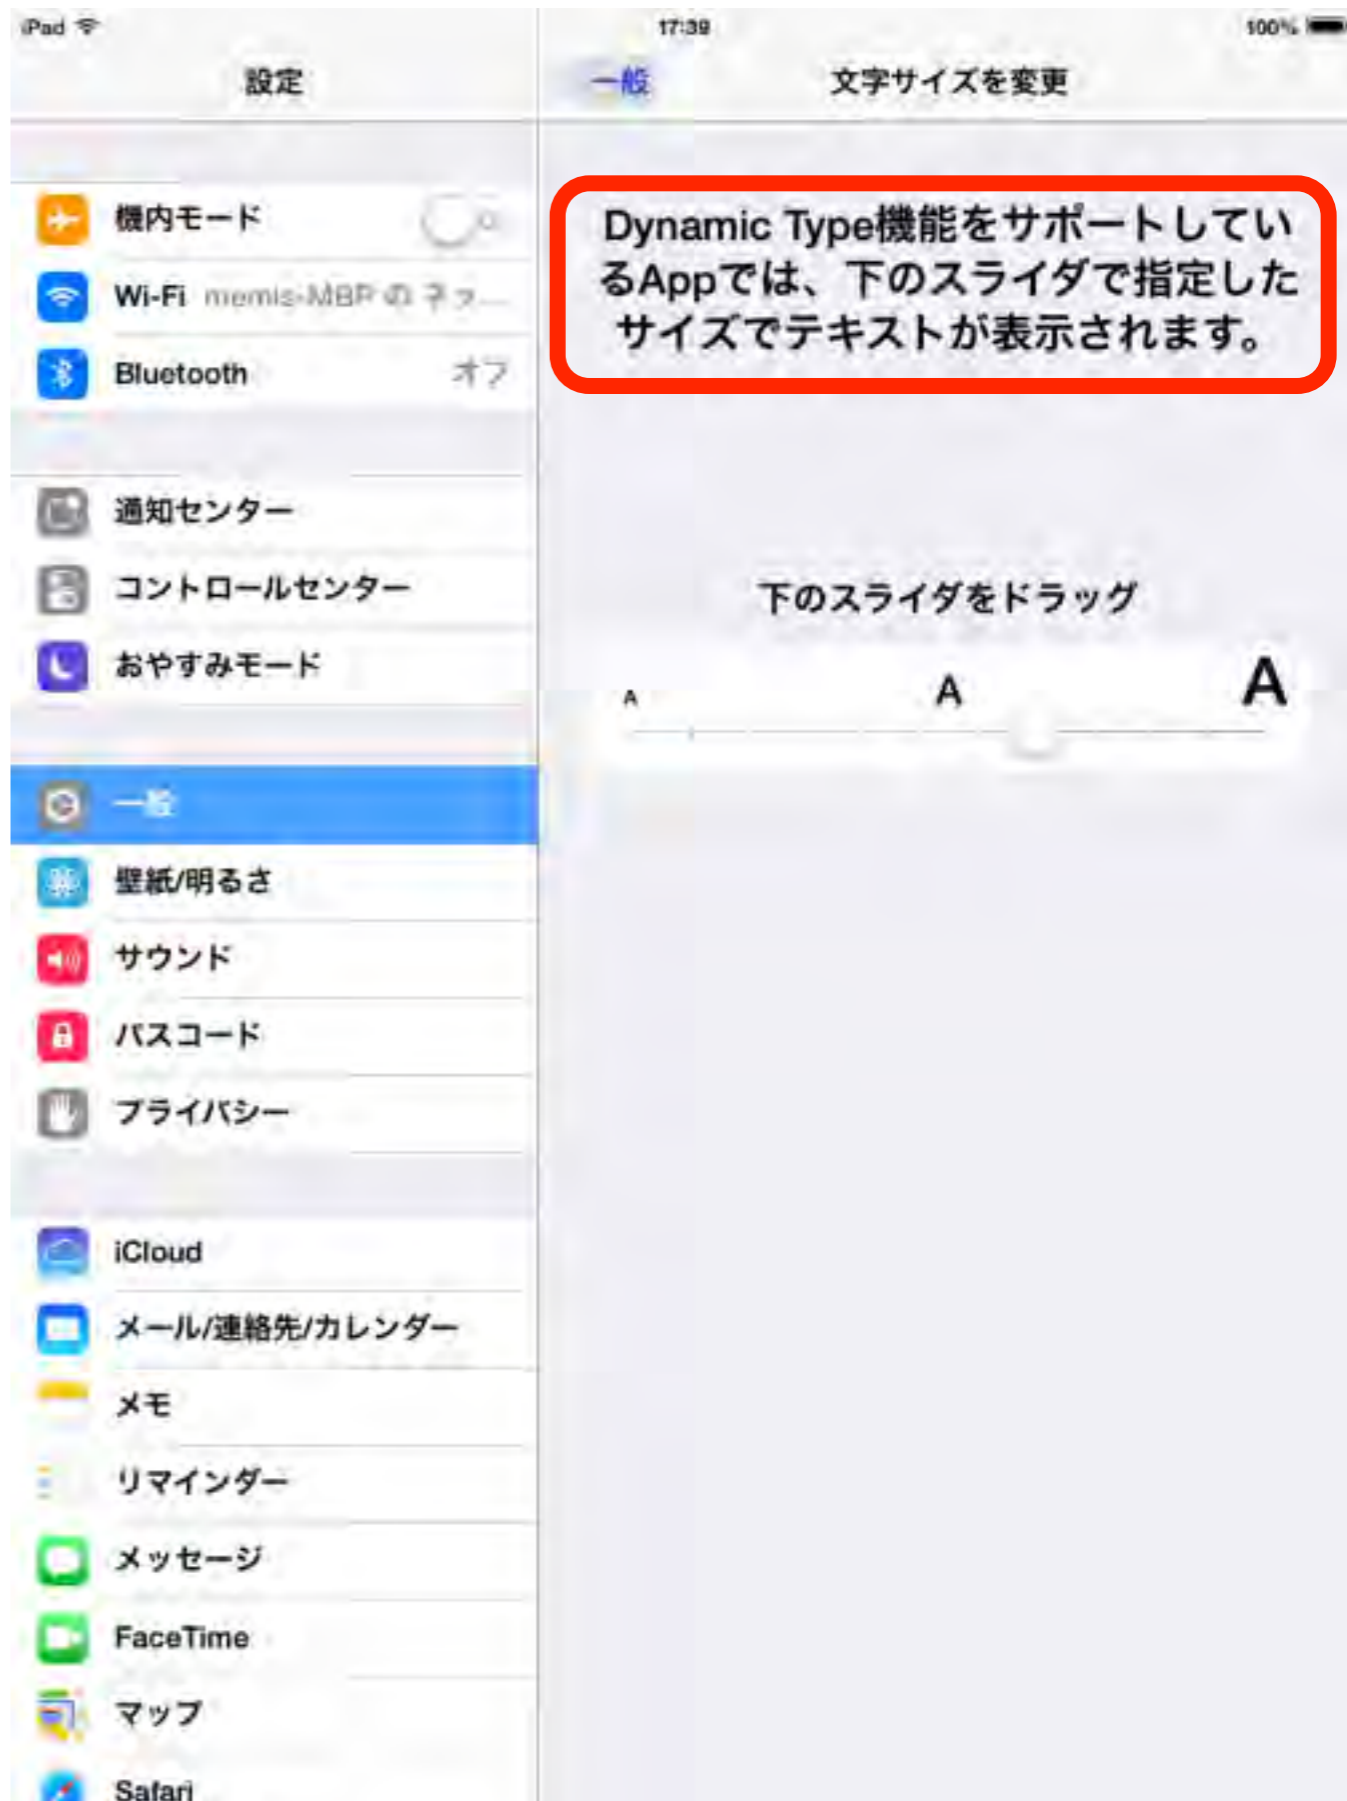 iPad
17:39
100%
設定
一般
文字サイズを変更
機内モード
Wi-Fi memis-MBP のネッ...
Bluetooth オフ
通知センター
コントロールセンター
おやすみモード
一般
壁紙/明るさ
サウンド
パスコード
プライバシー
iCloud
メール/連絡先/カレンダー
メモ
リマインダー
メッセージ
FaceTime
マップ
Safari
Dynamic Type機能をサポートしてい
るAppでは、下のスライダで指定した
サイズでテキストが表示されます。
下のスライダをドラッグ
A A A